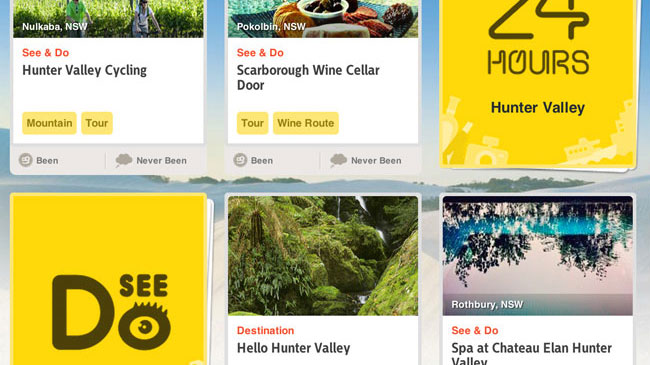 Nulkaba, NSW
See & Do
Hunter Valley Cycling
Mountain
Tour
Been
Never Been
Pokolbin, NSW
See & Do
Scarborough Wine Cellar
Door
Tour
Wine Route
Been
Never Been
24
HOURS
Hunter Valley
SEE
Do
Destination
Hello Hunter Valley
Rothbury, NSW
See & Do
Spa at Chateau Elan Hunter
Valley